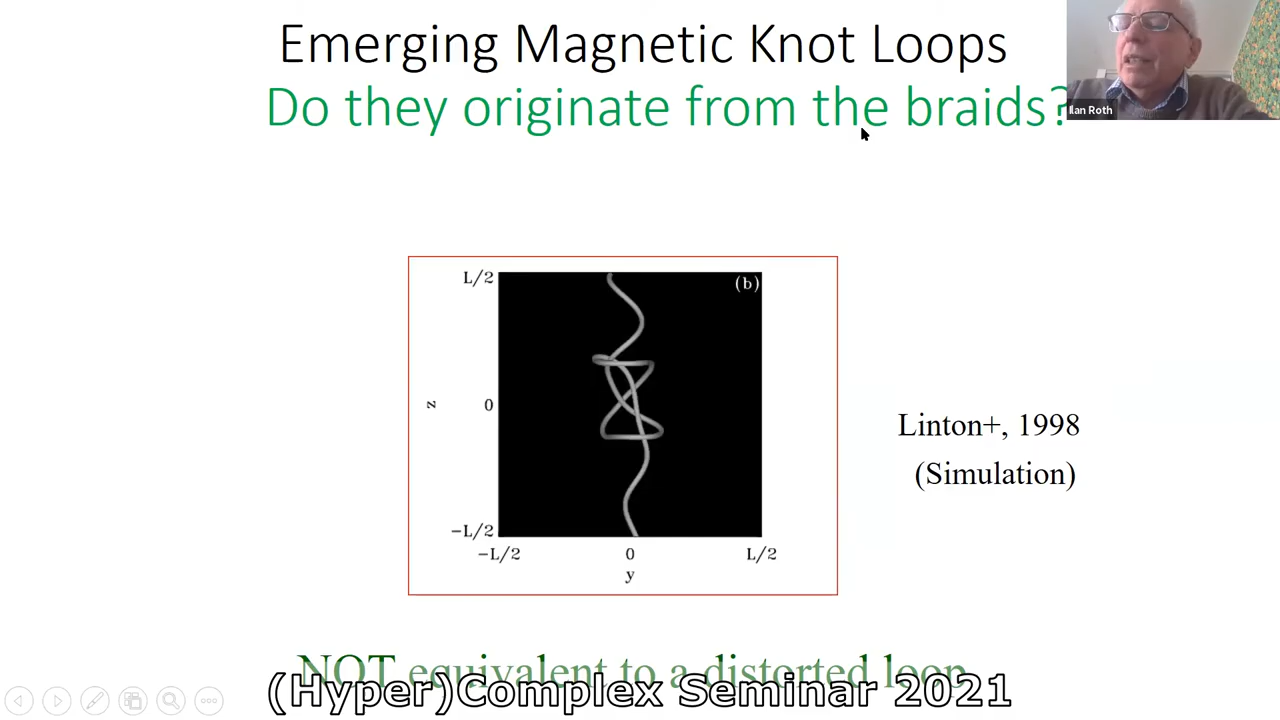 Emerging Magnetic Knot Loops
Do they originate from the braids?
Ilan Roth
L/2
(b)
z
0
Linton+, 1998
(Simulation)
−L/2
−L/2
0
L/2
y
NOT equivalent to a distorted loop
(Hyper)Complex Seminar 2021